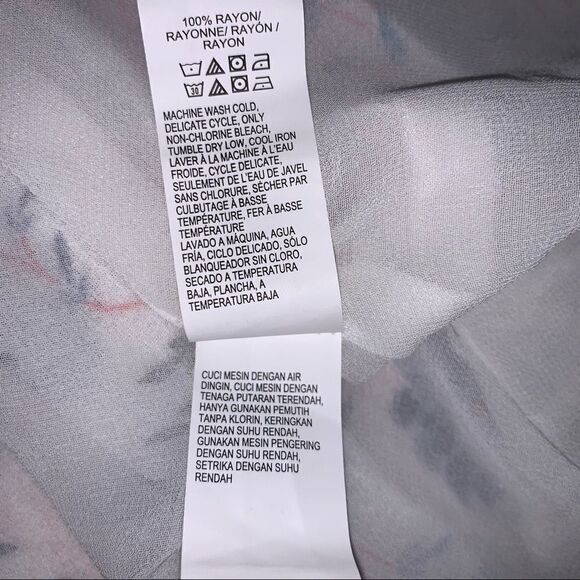 100% RAYON/
RAYONNE/ RAYÓN /
RAYON
30
MACHINE WASH COLD,
DELICATE CYCLE, ONLY
NON-CHLORINE BLEACH,
TUMBLE DRY LOW, COOL IRON
LAVER À LA MACHINE À L'EAU
FROIDE, CYCLE DELICATE,
SEULEMENT DE L'EAU DE JAVEL
SANS CHLORURE, SÉCHER PAR
CULBUTAGE À BASSE
TEMPÉRATURE, FER À BASSE
TEMPÉRATURE
LAVADO A MÁQUINA, AGUA
FRÍA, CICLO DELICADO, SÓLO
BLANQUEADOR SIN CLORO,
SECADO A TEMPERATURA
BAJA, PLANCHA, A
TEMPERATURA BAJA
CUCI MESIN DENGAN AIR
DINGIN, CUCI MESIN DENGAN
TENAGA PUTARAN TERENDAH,
HANYA GUNAKAN PEMUTIH
TANPA KLORIN, KERINGKAN
DENGAN SUHU RENDAH,
GUNAKAN MESIN PENGERING
DENGAN SUHU RENDAH,
SETRIKA DENGAN SUHU
RENDAH